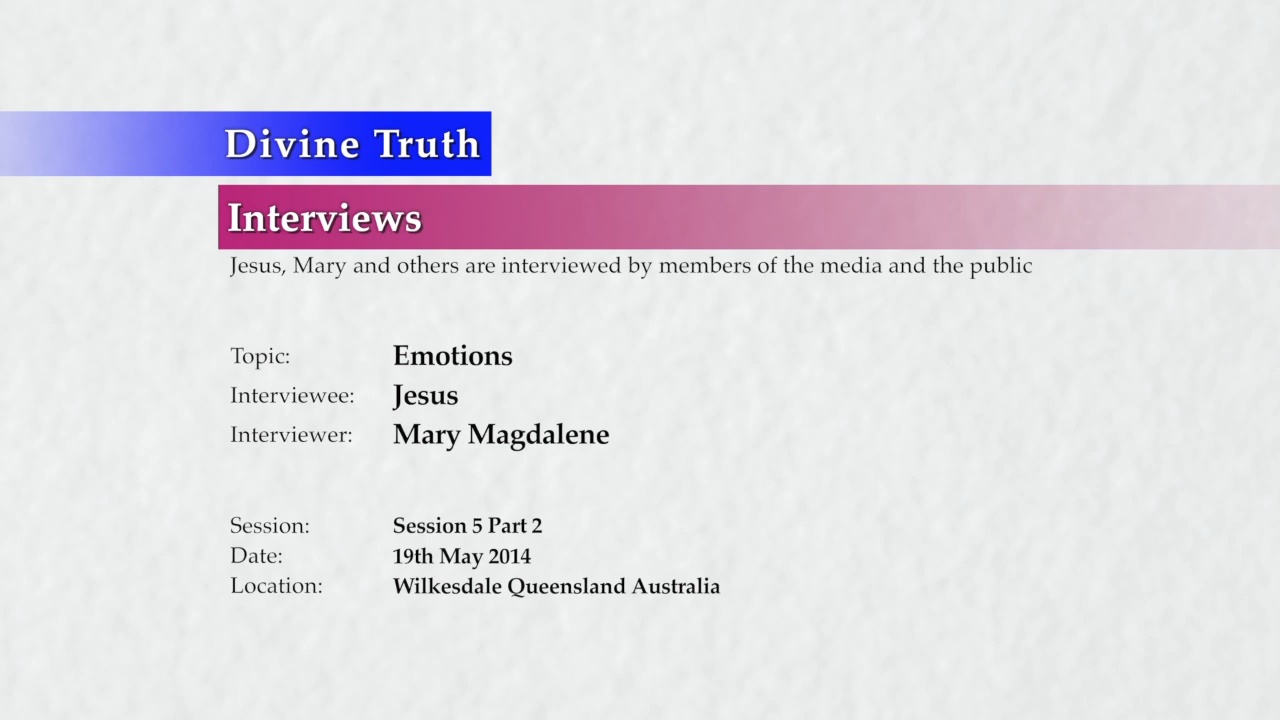 Divine Truth
Interviews
Jesus, Mary and others are interviewed by members of the media and the public
Topic: Emotions
Interviewee: Jesus
Interviewer: Mary Magdalene
Session: Session 5 Part 2
Date: 19th May 2014
Location: Wilkesdale Queensland Australia